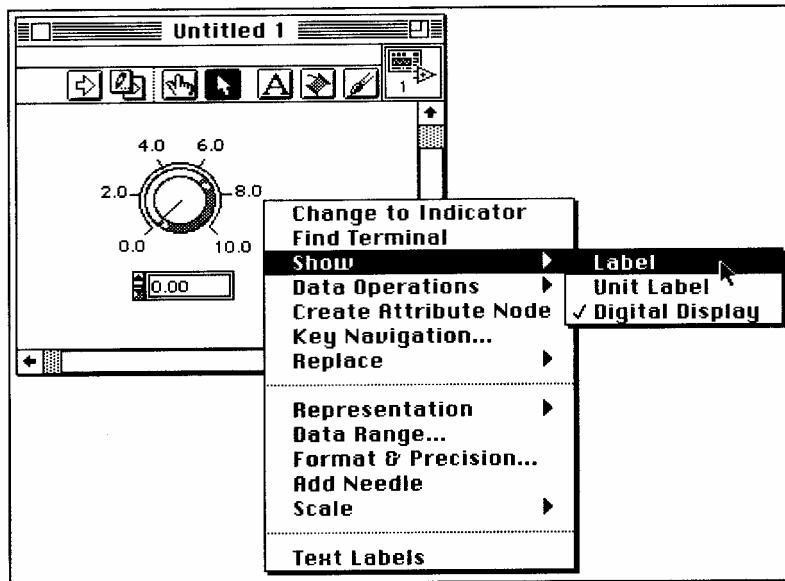 Untitled 1
A
1
4.0 6.0
2.0 8.0
0.0 10.0
0.00
Change to Indicator
Find Terminal
Show
Data Operations
Create Attribute Node
Key Navigation...
Replace
Representation
Data Range...
Format & Precision...
Add Needle
Scale
Text Labels
Label
Unit Label
✓ Digital Display